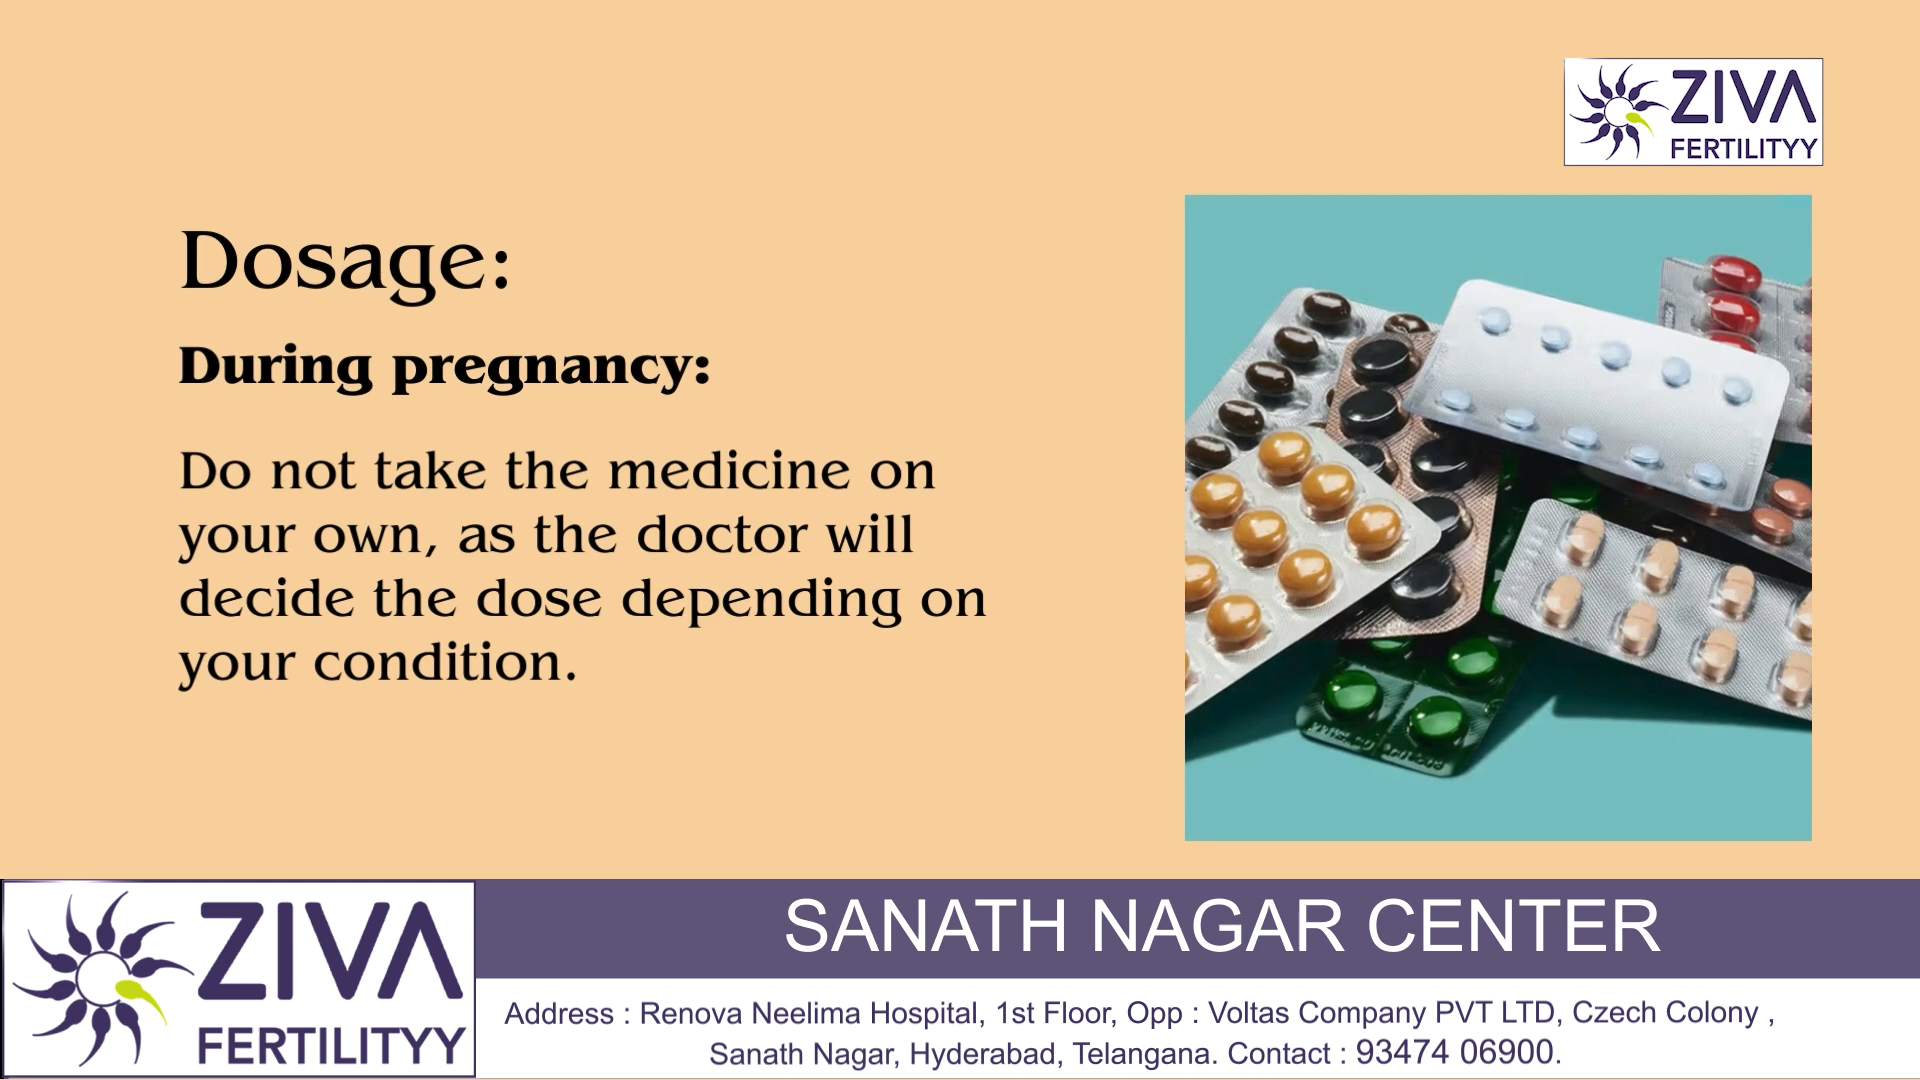 ZIVA
FERTILITYY
Dosage:
During pregnancy:
Do not take the medicine on
your own, as the doctor will
decide the dose depending on
your condition.
ZIVA
FERTILITYY
SANATH NAGAR CENTER
Address : Renova Neelima Hospital, 1st Floor, Opp : Voltas Company PVT LTD, Czech Colony ,
Sanath Nagar, Hyderabad, Telangana. Contact : 93474 06900.